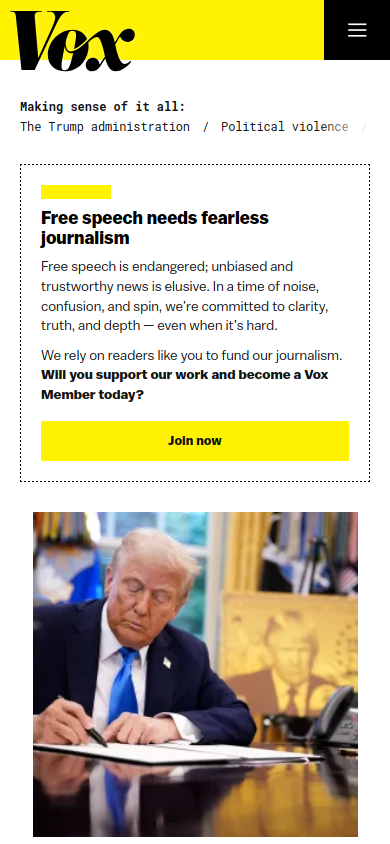 Vox
Making sense of it all:
The Trump administration / Political violence /
Free speech needs fearless
journalism
Free speech is endangered; unbiased and
trustworthy news is elusive. In a time of noise,
confusion, and spin, we're committed to clarity,
truth, and depth — even when it's hard.
We rely on readers like you to fund our journalism.
Will you support our work and become a Vox
Member today?
Join now